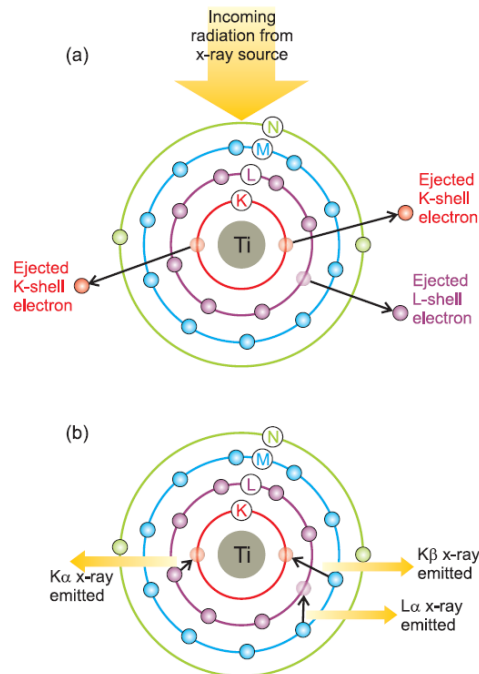 Incoming
radiation from
x-ray source
(a)
N
M
L
K
Ti
Ejected
K-shell
electron
Ejected
K-shell
electron
Ejected
L-shell
electron
(b)
N
M
L
K
Ti
Kα x-ray
emitted
Kβ x-ray
emitted
Lα x-ray
emitted